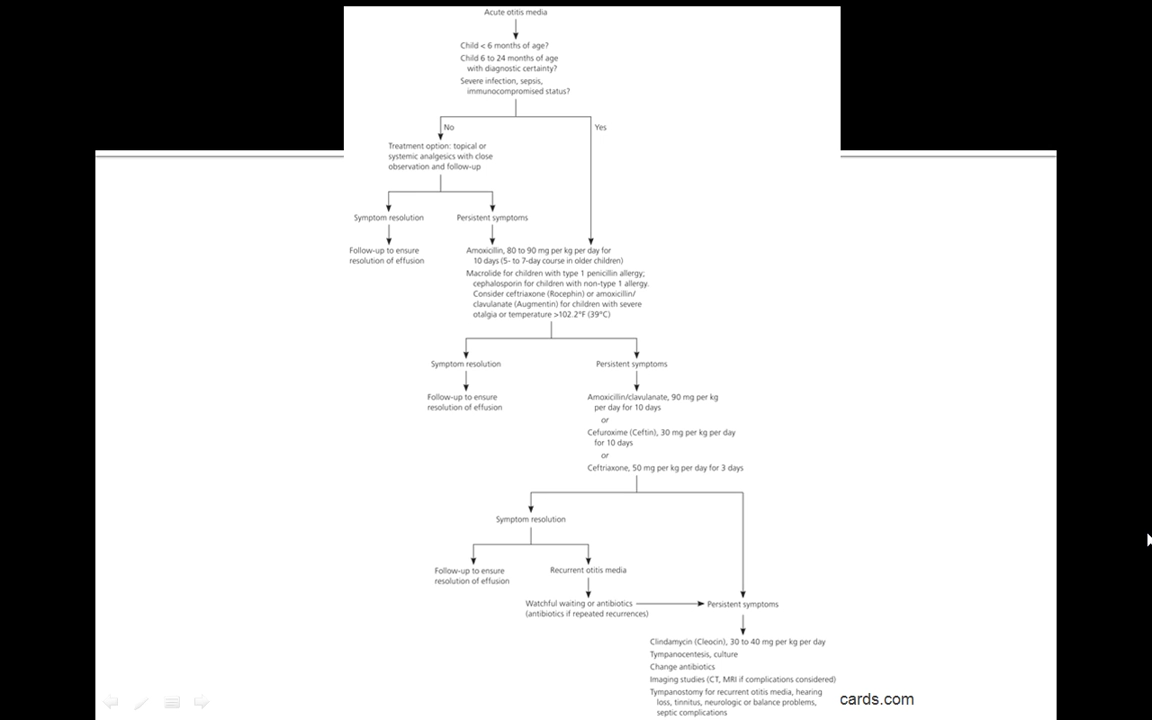 Acute otitis media
Child < 6 months of age?
Child 6 to 24 months of age
with diagnostic certainty?
Severe infection, sepsis,
immunocompromised status?
No
Yes
Treatment option: topical or
systemic analgesics with close
observation and follow-up
Symptom resolution
Persistent symptoms
Follow-up to ensure
resolution of effusion
Amoxicillin, 80 to 90 mg per kg per day for
10 days (5- to 7-day course in older children)
Macrolide for children with type 1 penicillin allergy;
cephalosporin for children with non-type 1 allergy.
Consider ceftriaxone (Rocephin) or amoxicillin/
clavulanate (Augmentin) for children with severe
otalgia or temperature >102.2°F (39°C)
Symptom resolution
Persistent symptoms
Follow-up to ensure
resolution of effusion
Amoxicillin/clavulanate, 90 mg per kg
per day for 10 days
or
Cefuroxime (Ceftin), 30 mg per kg per day
for 10 days
or
Ceftriaxone, 50 mg per kg per day for 3 days
Symptom resolution
Follow-up to ensure
resolution of effusion
Recurrent otitis media
Watchful waiting or antibiotics
(antibiotics if repeated recurrences)
Persistent symptoms
Clindamycin (Cleocin), 30 to 40 mg per kg per day
Tympanocentesis, culture
Change antibiotics
Imaging studies (CT, MRI if complications considered)
Tympanostomy for recurrent otitis media, hearing
loss, tinnitus, neurologic or balance problems,
septic complications
cards.com